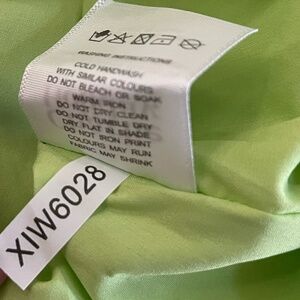 WASHING INSTRUCTIONS
COLD HANDWASH
WITH SIMILAR COLOURS
DO NOT BLEACH OR SOAK
WARM IRON
DO NOT DRY CLEAN
DO NOT TUMBLE DRY
DRY FLAT IN SHADE
DO NOT IRON PRINT
COLOURS MAY RUN
FABRIC MAY SHRINK
XIW6028